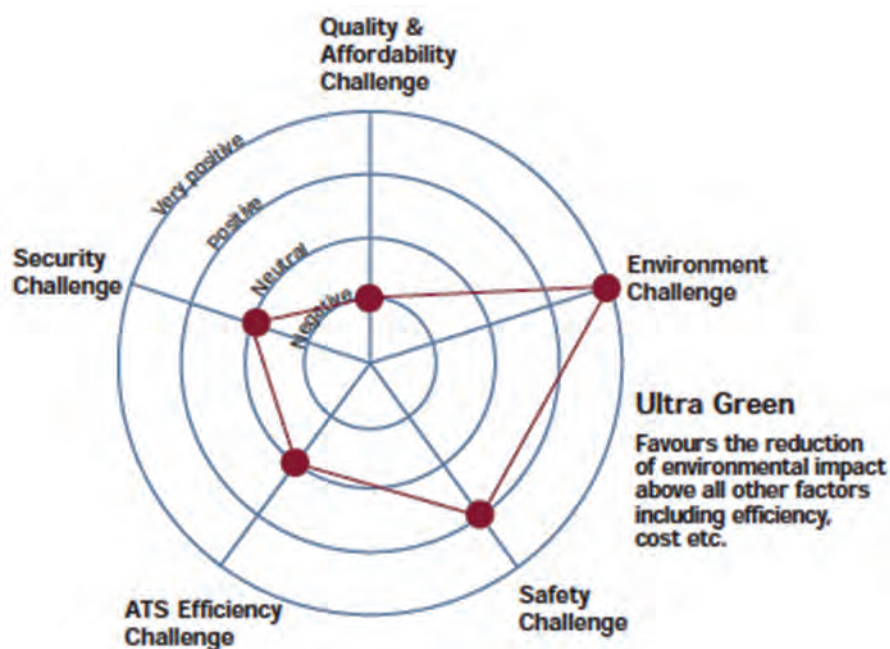 Quality &
Affordability
Challenge
Very positive
Positive
Neutral
Negative
Security
Challenge
Environment
Challenge
Ultra Green
Favours the reduction
of environmental impact
above all other factors
including efficiency,
cost etc.
ATS Efficiency
Challenge
Safety
Challenge